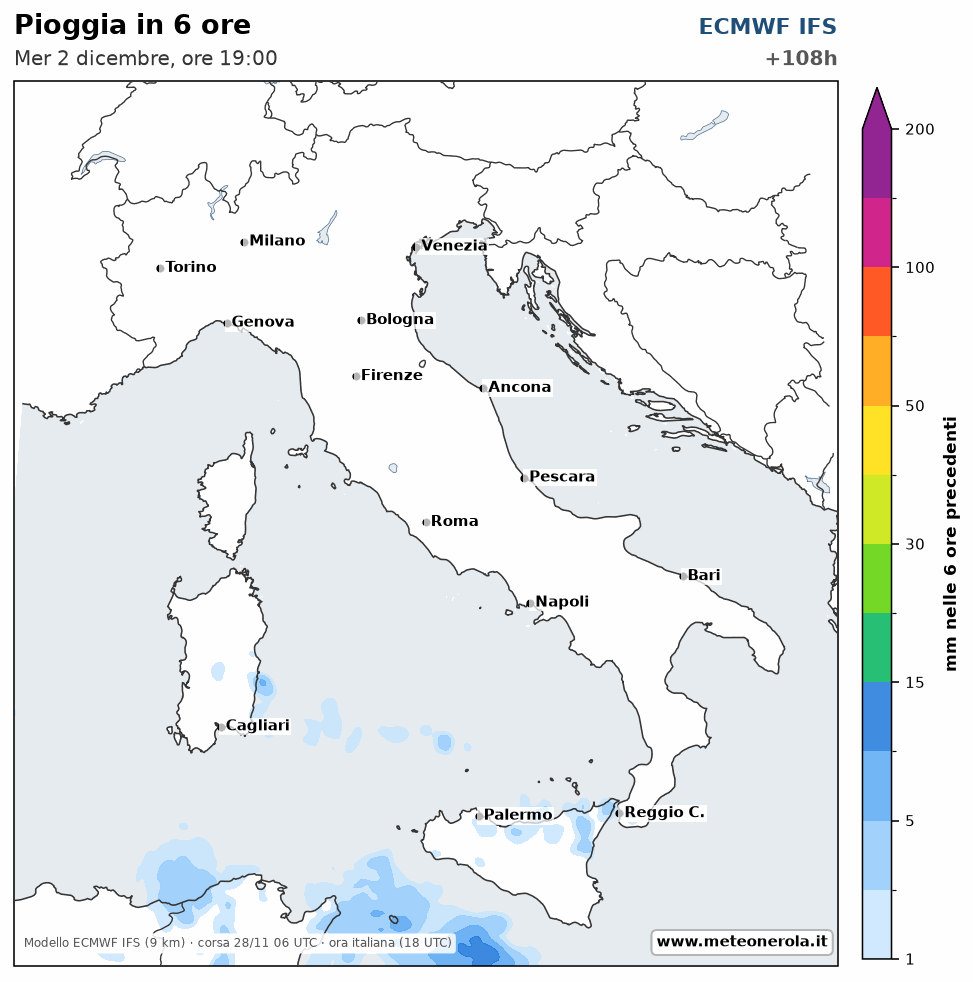 Pioggia in 6 ore
ECMWF IFS
Mer 2 dicembre, ore 19:00
+108h
Milano
Venezia
Torino
Genova
Bologna
Firenze
Ancona
Pescara
Roma
Bari
Napoli
Cagliari
Palermo
Reggio C.
200
100
50
30
15
5
1
mm nelle 6 ore precedenti
Modello ECMWF IFS (9 km) · corsa 28/11 06 UTC · ora italiana (18 UTC)
www.meteonerola.it